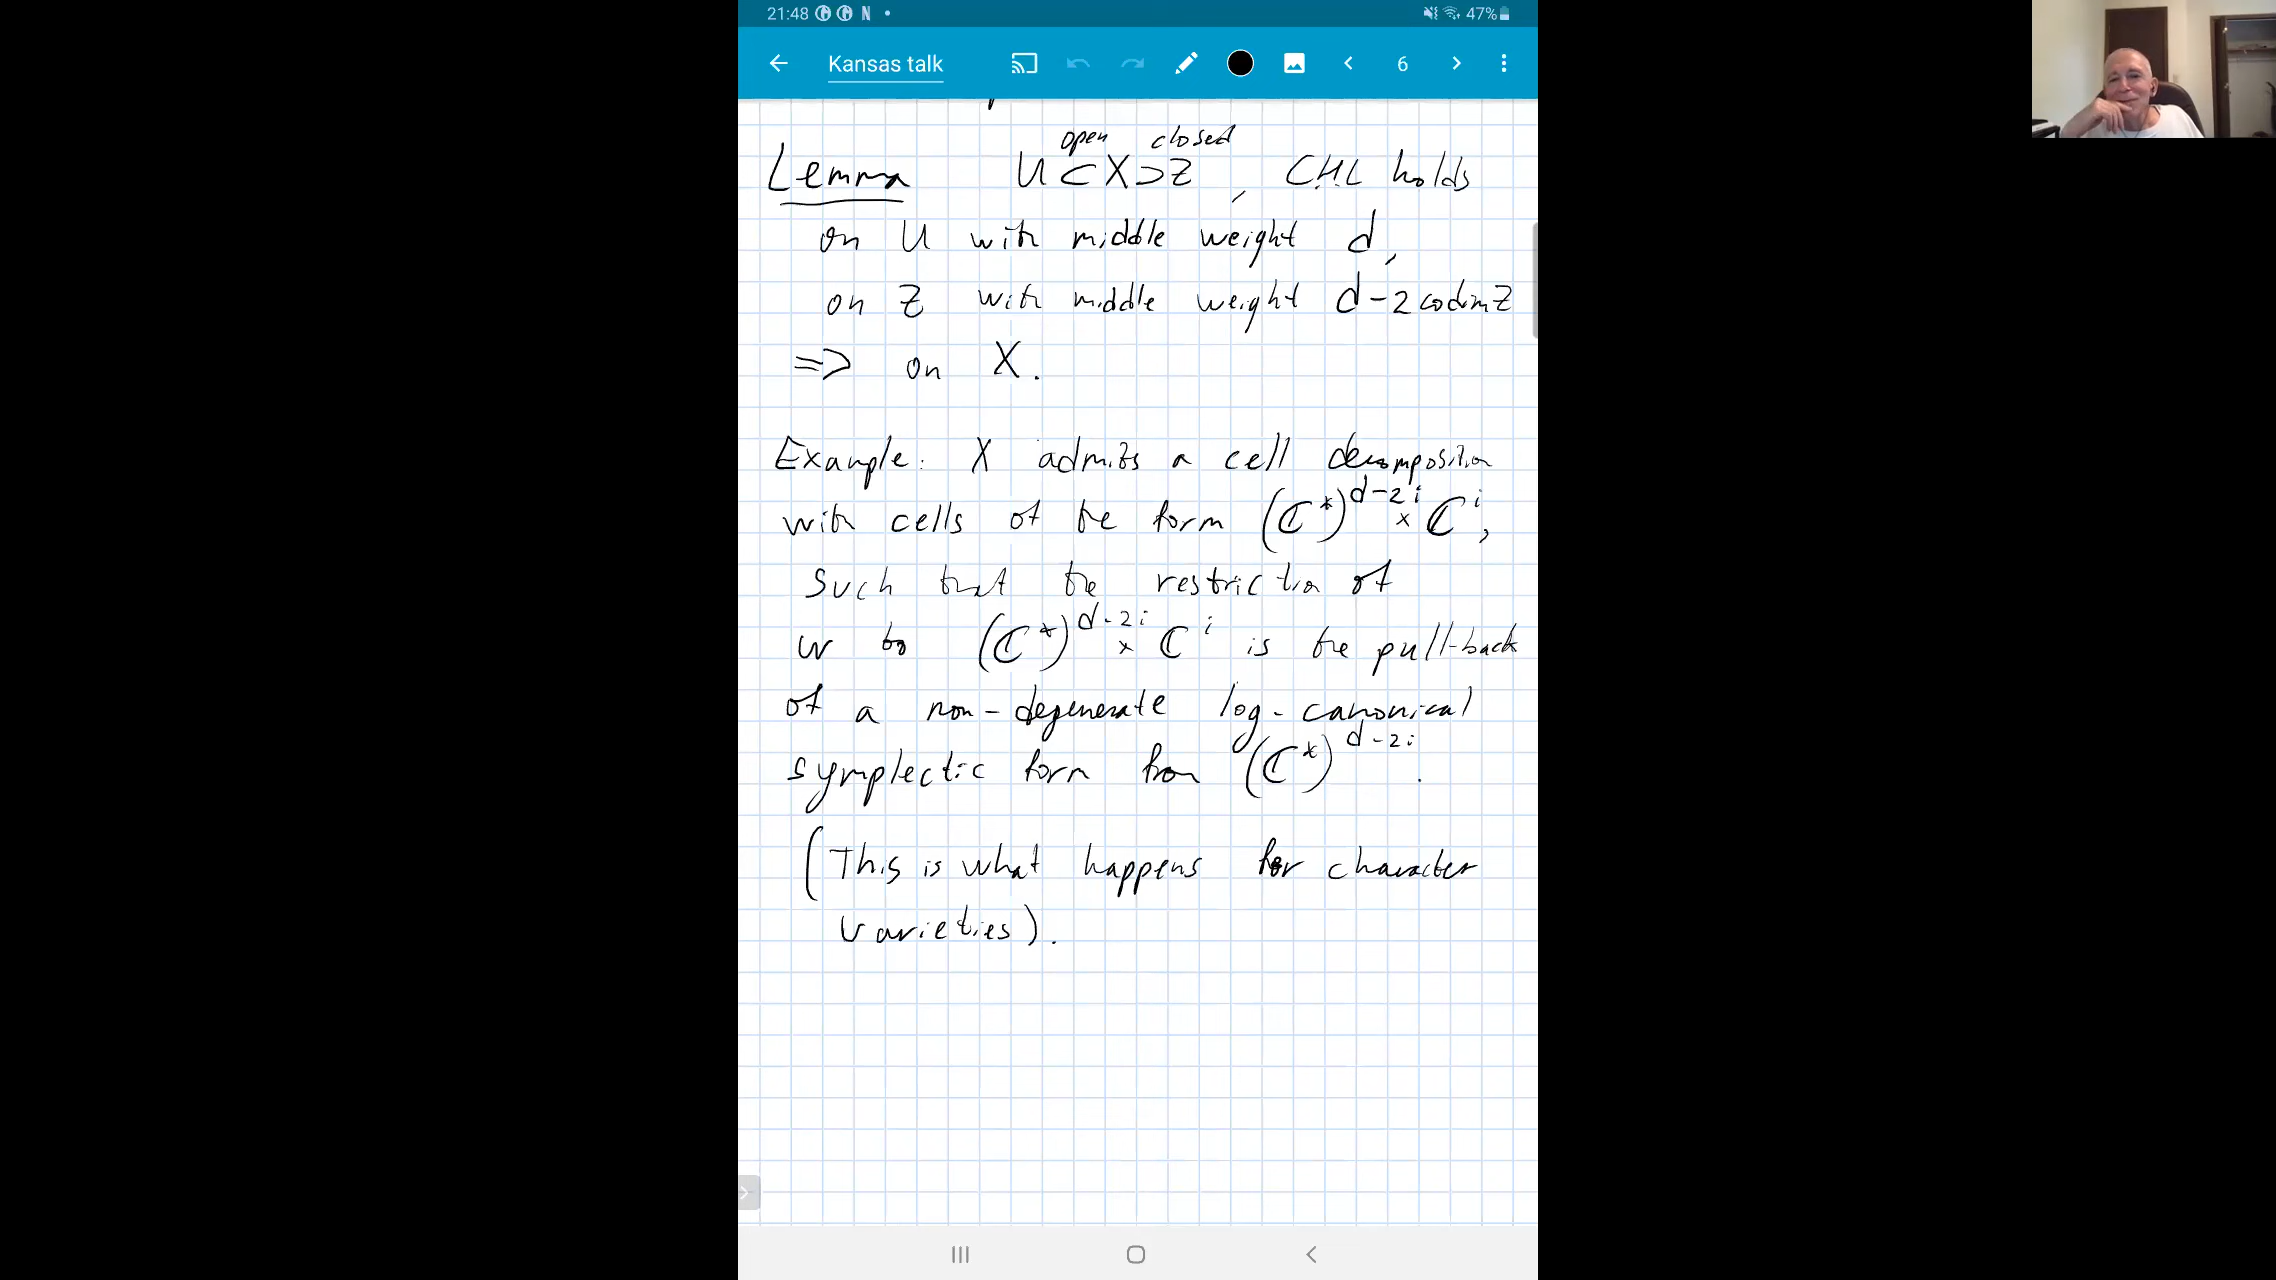 21:48 N • 47%
Kansas talk 6
open closed
Lemma U ⊂ X ⊃ Z, CHL holds
on U with middle weight d,
on Z with middle weight d-2codimZ
=> on X.
Example: X admits a cell decomposition
with cells of the form (ℂ*)^{d-2i} × ℂ^i,
such that the restriction of
ω to (ℂ*)^{d-2i} × ℂ^i is the pull-back
of a non-degenerate log-canonical
symplectic form from (ℂ*)^{d-2i}.
(This is what happens for character
varieties).